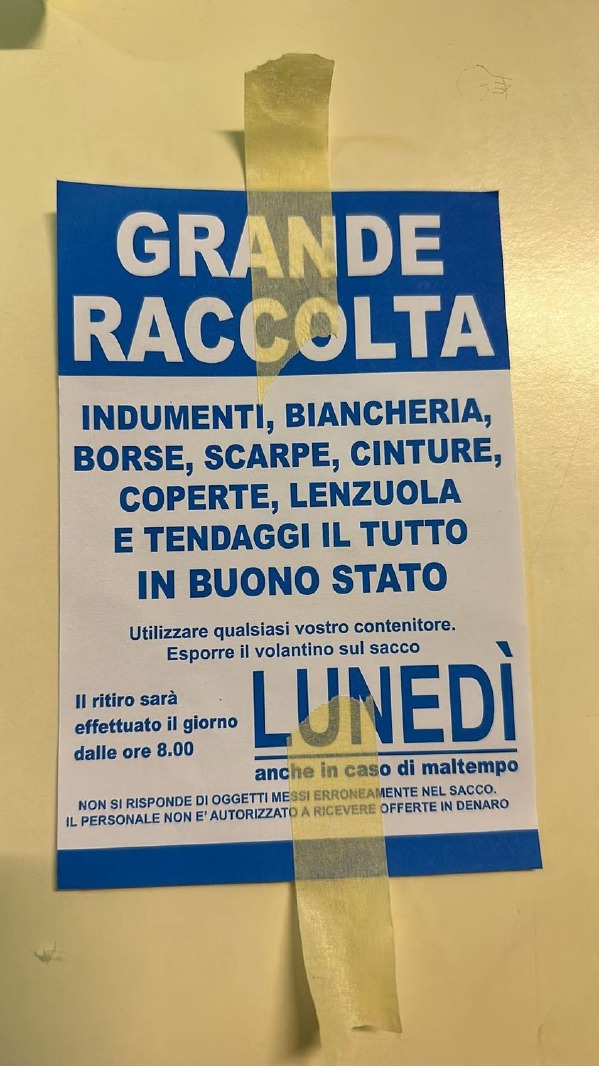 GRANDE
RACCOLTA
INDUMENTI, BIANCHERIA,
BORSE, SCARPE, CINTURE,
COPERTE, LENZUOLA
E TENDAGGI IL TUTTO
IN BUONO STATO
Utilizzare qualsiasi vostro contenitore.
Esporre il volantino sul sacco
Il ritiro sarà
effettuato il giorno
dalle ore 8.00
LUNEDÌ
anche in caso di maltempo
NON SI RISPONDE DI OGGETTI MESSI ERRONEAMENTE NEL SACCO.
IL PERSONALE NON E' AUTORIZZATO A RICEVERE OFFERTE IN DENARO